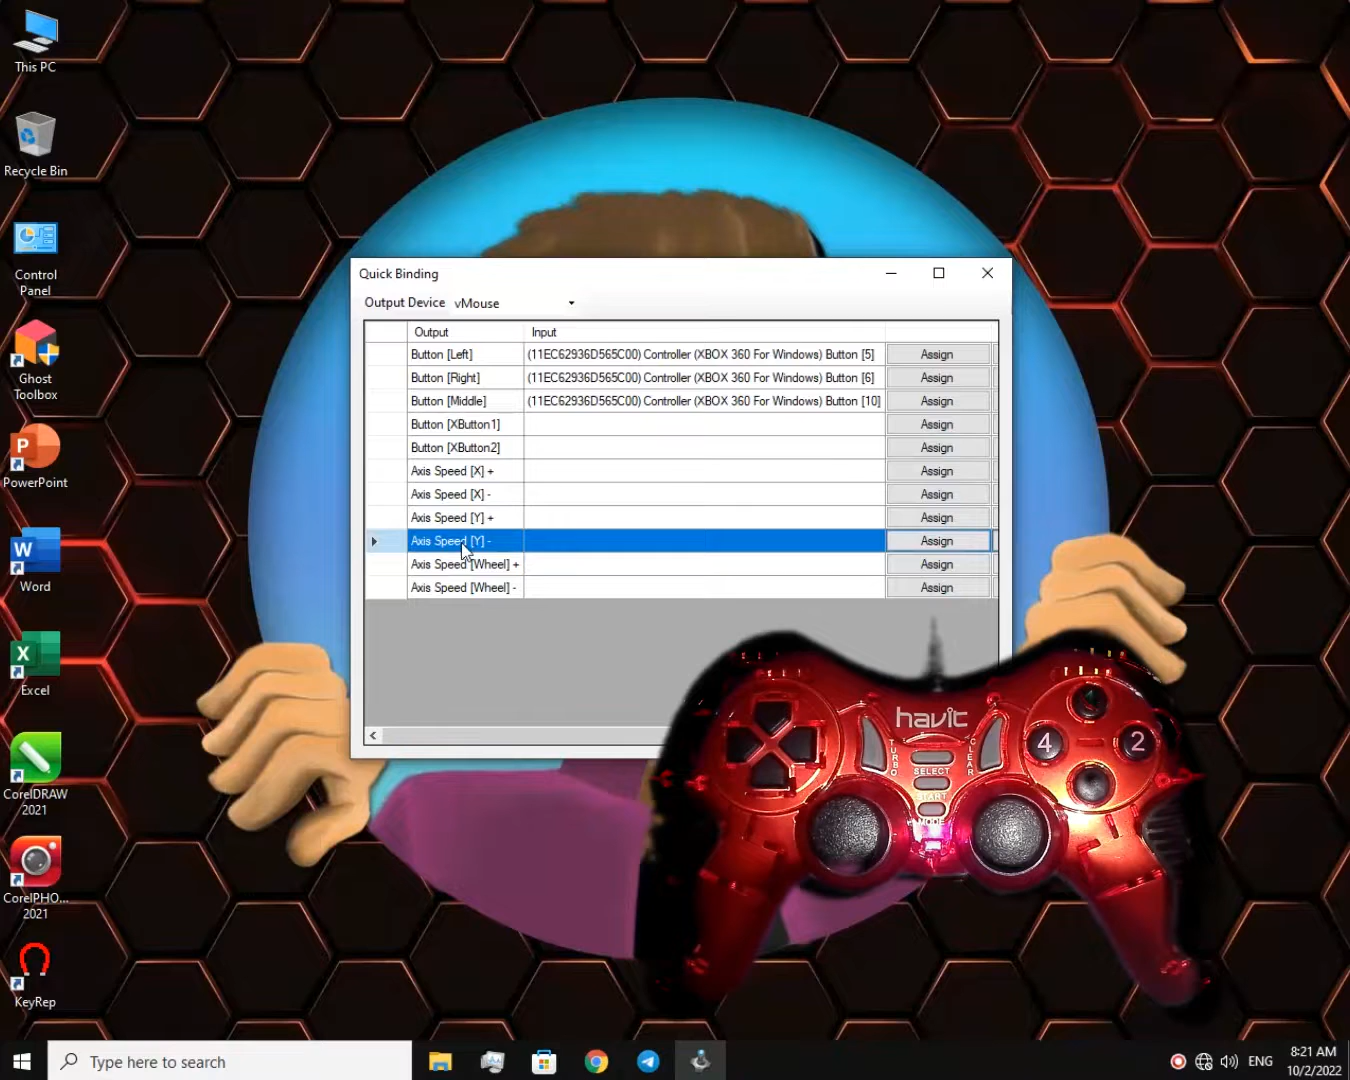 This PC
Recycle Bin
Control
Panel
Ghost
Toolbox
PowerPoint
Word
Excel
CorelDRAW
2021
CorelPHO...
2021
KeyRep
Quick Binding
Output Device vMouse
Output Input
Button [Left] (11EC62936D565C00) Controller (XBOX 360 For Windows) Button [5] Assign
Button [Right] (11EC62936D565C00) Controller (XBOX 360 For Windows) Button [6] Assign
Button [Middle] (11EC62936D565C00) Controller (XBOX 360 For Windows) Button [10] Assign
Button [XButton1] Assign
Button [XButton2] Assign
Axis Speed [X] + Assign
Axis Speed [X] - Assign
Axis Speed [Y] + Assign
Axis Speed [Y] - Assign
Axis Speed [Wheel] + Assign
Axis Speed [Wheel] - Assign
havit
TURBO
CLEAR
SELECT
START
MODE
4
2
Type here to search
ENG
8:21 AM
10/2/2022